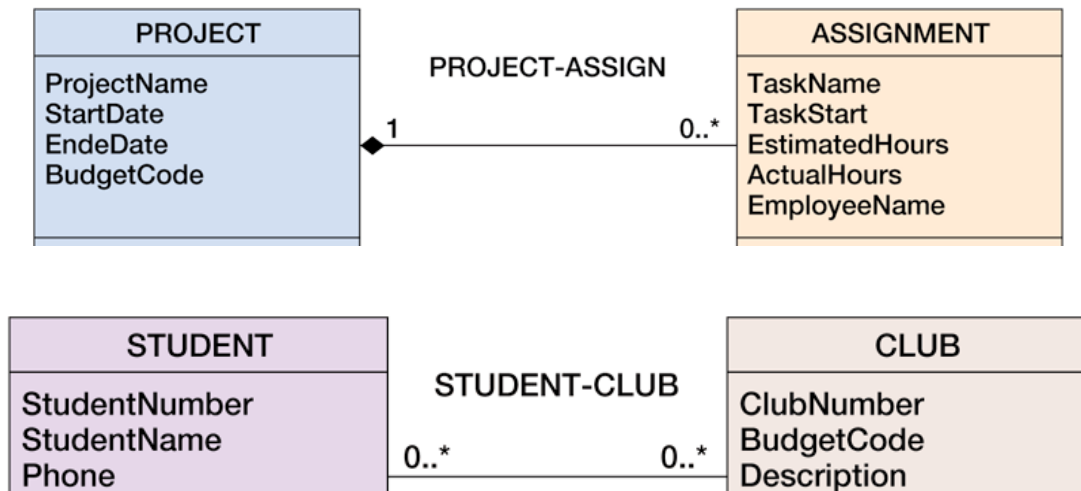 PROJECT
ProjectName
StartDate
EndeDate
BudgetCode
PROJECT-ASSIGN
1
0..*
ASSIGNMENT
TaskName
TaskStart
EstimatedHours
ActualHours
EmployeeName
STUDENT
StudentNumber
StudentName
Phone
STUDENT-CLUB
0..*
0..*
CLUB
ClubNumber
BudgetCode
Description